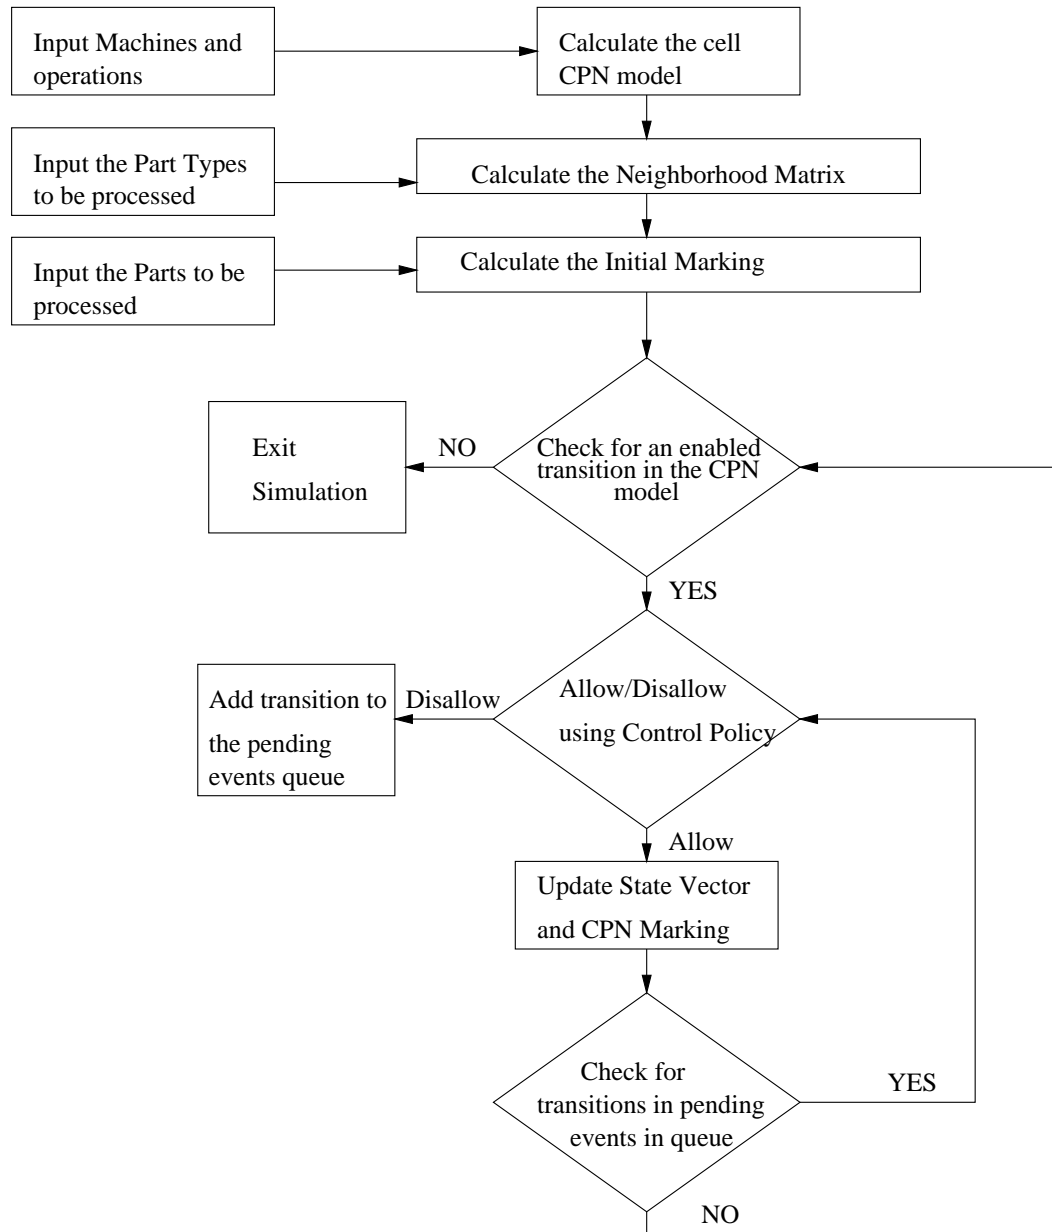 Input Machines and
operations
Calculate the cell
CPN model
Input the Part Types
to be processed
Calculate the Neighborhood Matrix
Input the Parts to be
processed
Calculate the Initial Marking
Exit
Simulation
NO
Check for an enabled
transition in the CPN
model
YES
Add transition to
the pending
events queue
Disallow
Allow/Disallow
using Control Policy
Allow
Update State Vector
and CPN Marking
Check for
transitions in pending
events in queue
YES
NO